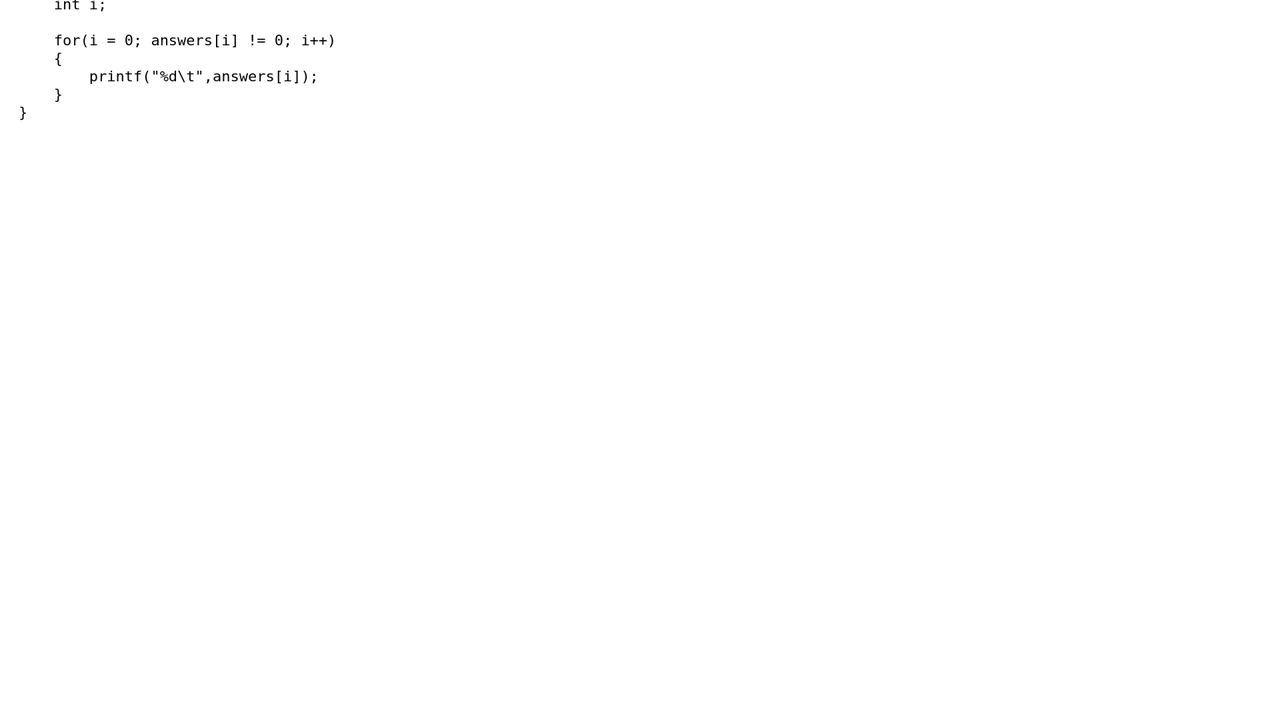 int i;
for(i = 0; answers[i] != 0; i++)
{
printf("%d\t",answers[i]);
}
}